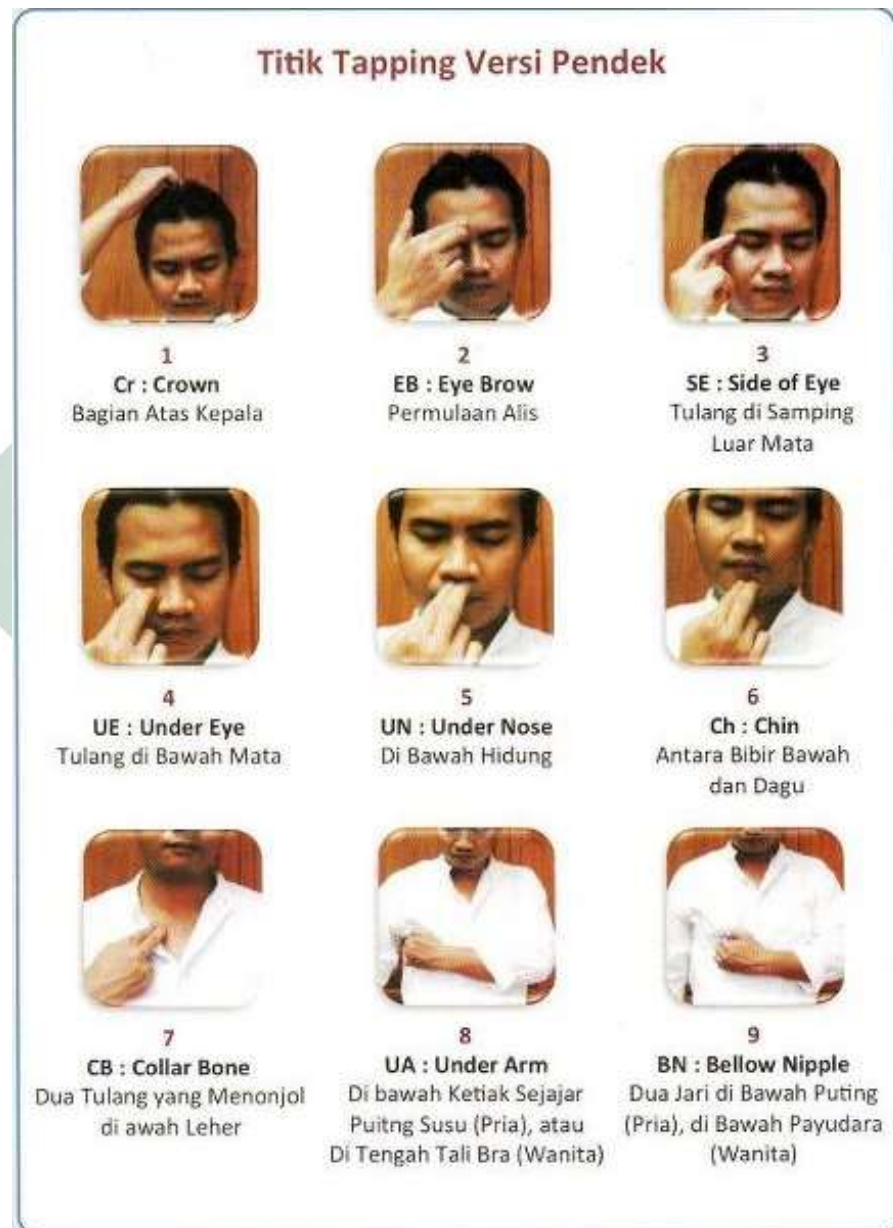 Titik Tapping Versi Pendek
1
Cr : Crown
Bagian Atas Kepala
2
EB : Eye Brow
Permulaan Alis
3
SE : Side of Eye
Tulang di Samping
Luar Mata
4
UE : Under Eye
Tulang di Bawah Mata
5
UN : Under Nose
Di Bawah Hidung
6
Ch : Chin
Antara Bibir Bawah
dan Dagu
7
CB : Collar Bone
Dua Tulang yang Menonjol
di awah Leher
8
UA : Under Arm
Di bawah Ketiak Sejajar
Puitng Susu (Pria), atau
Di Tengah Tali Bra (Wanita)
9
BN : Bellow Nipple
Dua Jari di Bawah Puting
(Pria), di Bawah Payudara
(Wanita)